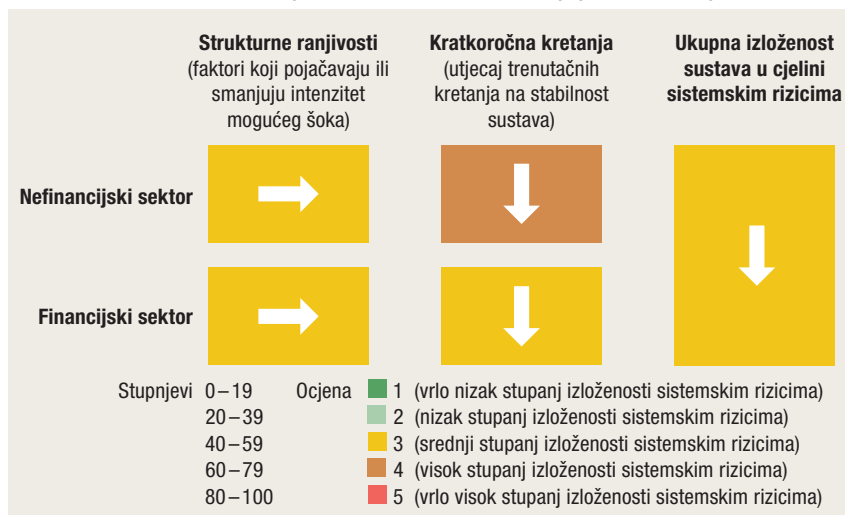 Strukturne ranjivosti
(faktori koji pojačavaju ili
smanjuju intenzitet
mogućeg šoka)
Kratkoročna kretanja
(utjecaj trenutačnih
kretanja na stabilnost
sustava)
Ukupna izloženost
sustava u cjelini
sistemskim rizicima
Nefinancijski sektor
Financijski sektor
Stupnjevi 0–19 Ocjena 1 (vrlo nizak stupanj izloženosti sistemskim rizicima)
20–39 2 (nizak stupanj izloženosti sistemskim rizicima)
40–59 3 (srednji stupanj izloženosti sistemskim rizicima)
60–79 4 (visok stupanj izloženosti sistemskim rizicima)
80–100 5 (vrlo visok stupanj izloženosti sistemskim rizicima)